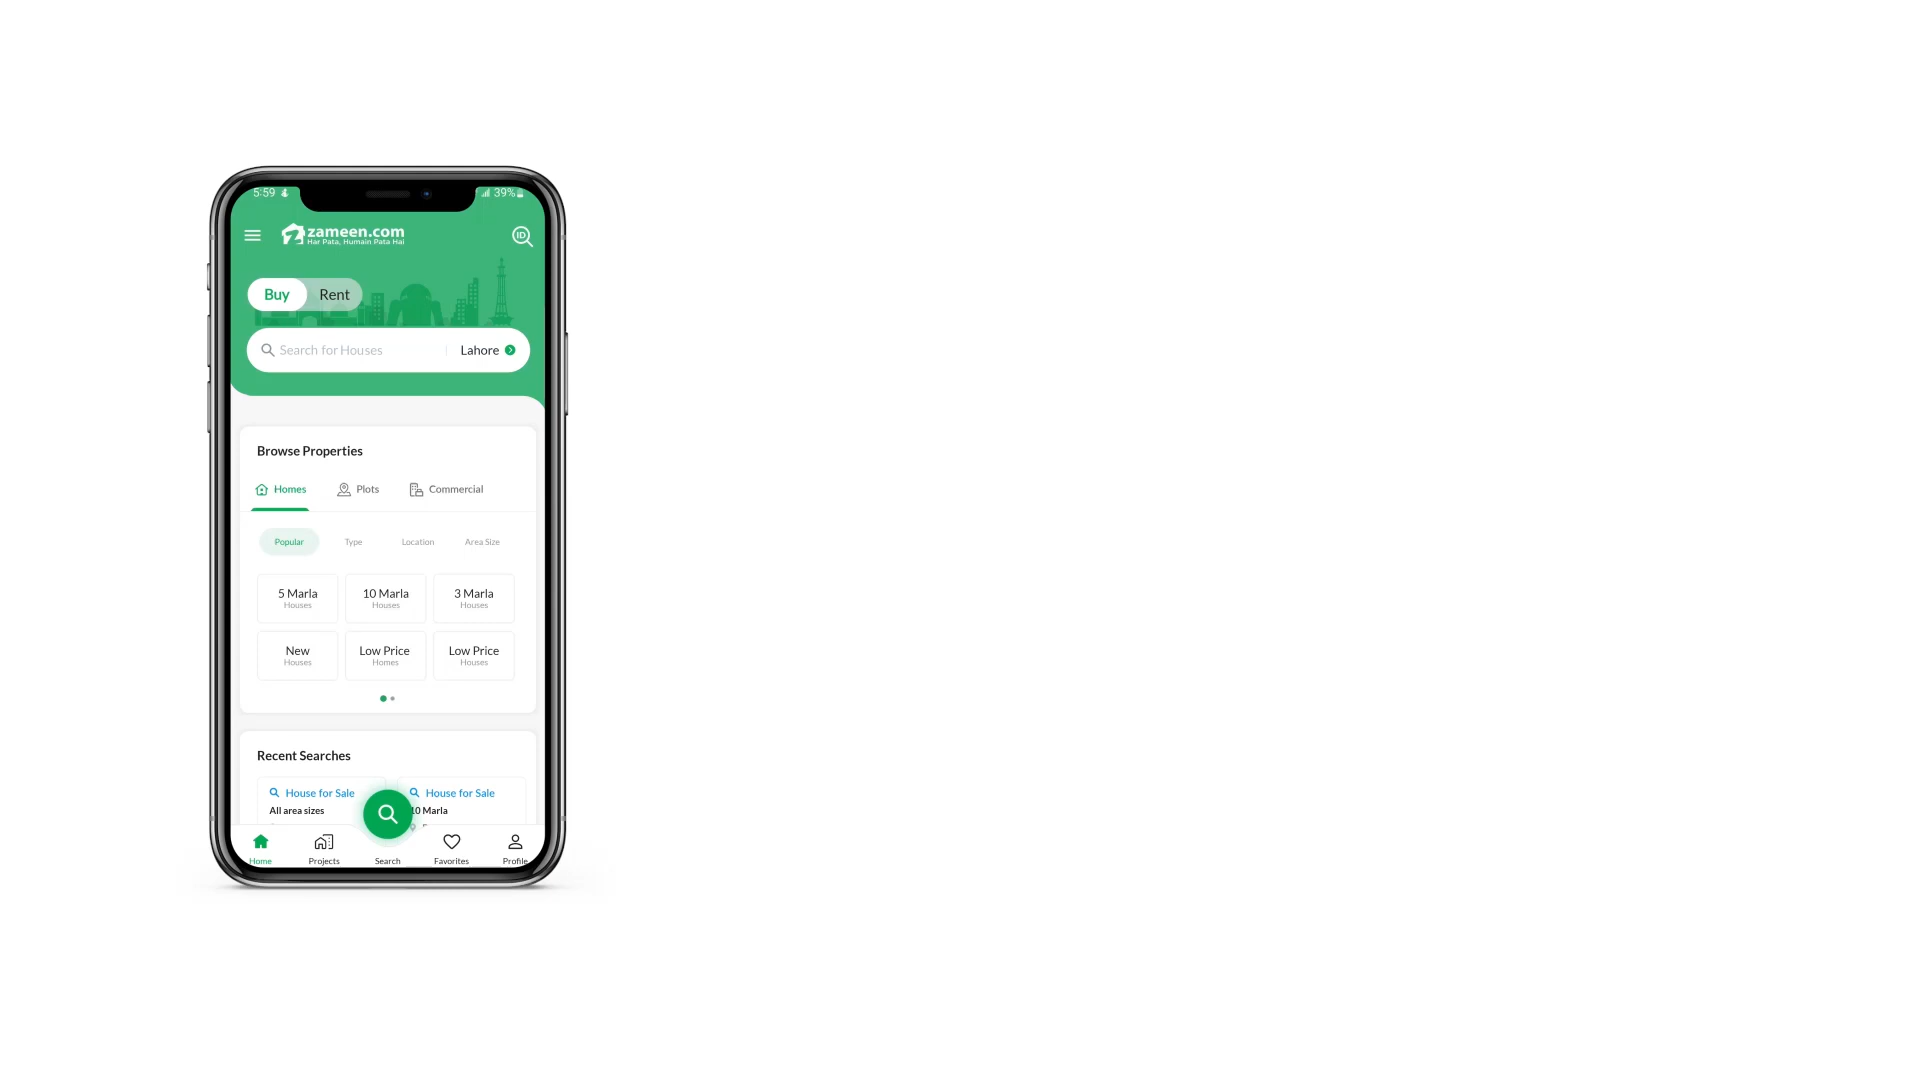 5:59 39%
zameen.com
Har Pata, Humain Pata Hai
ID
Buy Rent
Search for Houses Lahore
Browse Properties
Homes Plots Commercial
Popular Type Location Area Size
5 Marla 10 Marla 3 Marla
Houses Houses Houses
New Low Price Low Price
Houses Homes Houses
Recent Searches
House for Sale House for Sale
All area sizes 10 Marla
Home Projects Search Favorites Profile